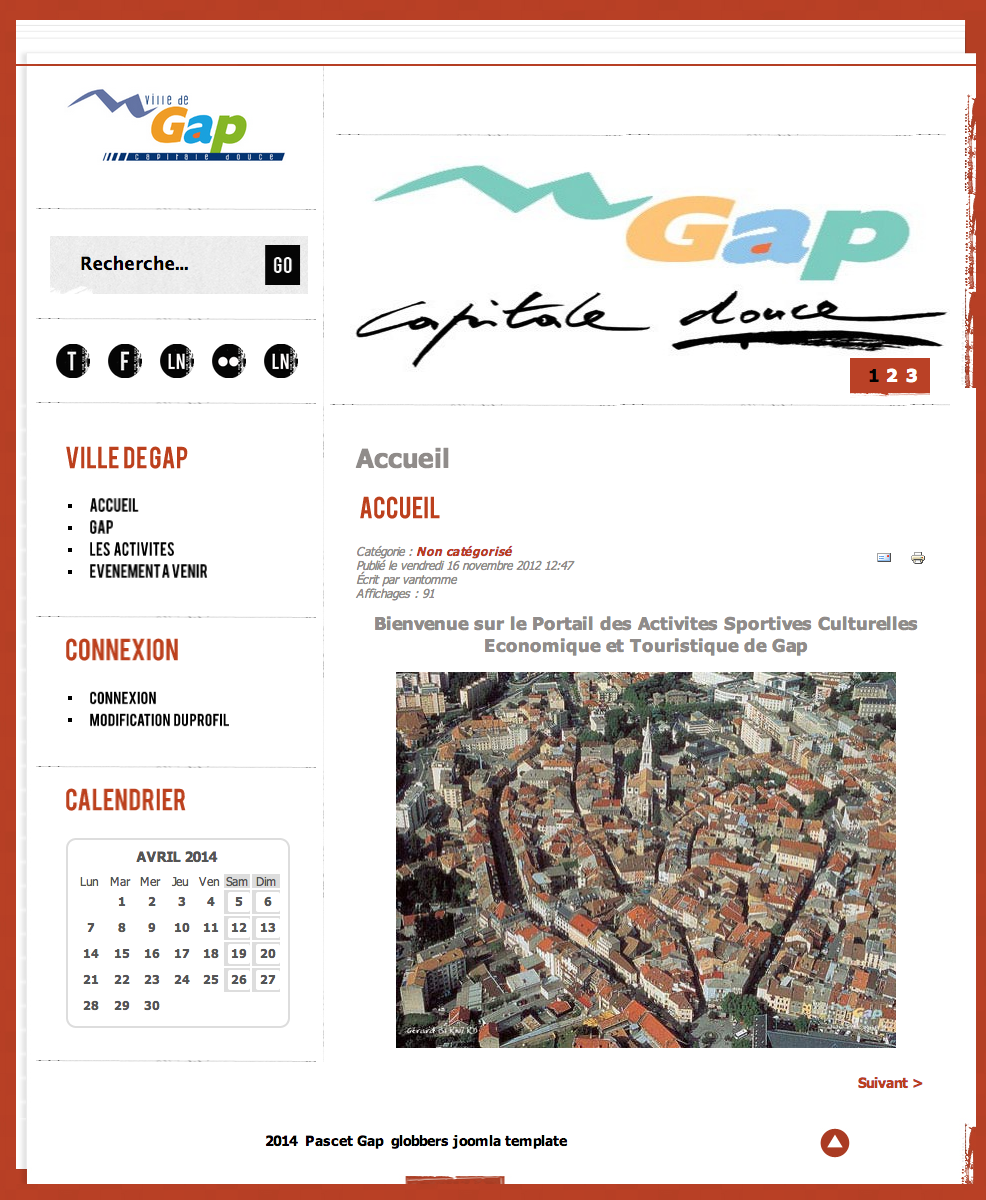 ville de
Gap
capitale douce
Gap
capitale douce
1 2 3
Recherche...
GO
T F LN LN
VILLE DE GAP
ACCUEIL
GAP
LES ACTIVITES
EVENEMENT A VENIR
CONNEXION
CONNEXION
MODIFICATION DU PROFIL
CALENDRIER
AVRIL 2014
Lun Mar Mer Jeu Ven Sam Dim
1 2 3 4 5 6
7 8 9 10 11 12 13
14 15 16 17 18 19 20
21 22 23 24 25 26 27
28 29 30
Accueil
ACCUEIL
Catégorie : Non catégorisé
Publié le vendredi 16 novembre 2012 12:47
Écrit par vantomme
Affichages : 91
Bienvenue sur le Portail des Activites Sportives Culturelles
Economique et Touristique de Gap
Gap
Suivant >
2014 Pascet Gap globbers joomla template